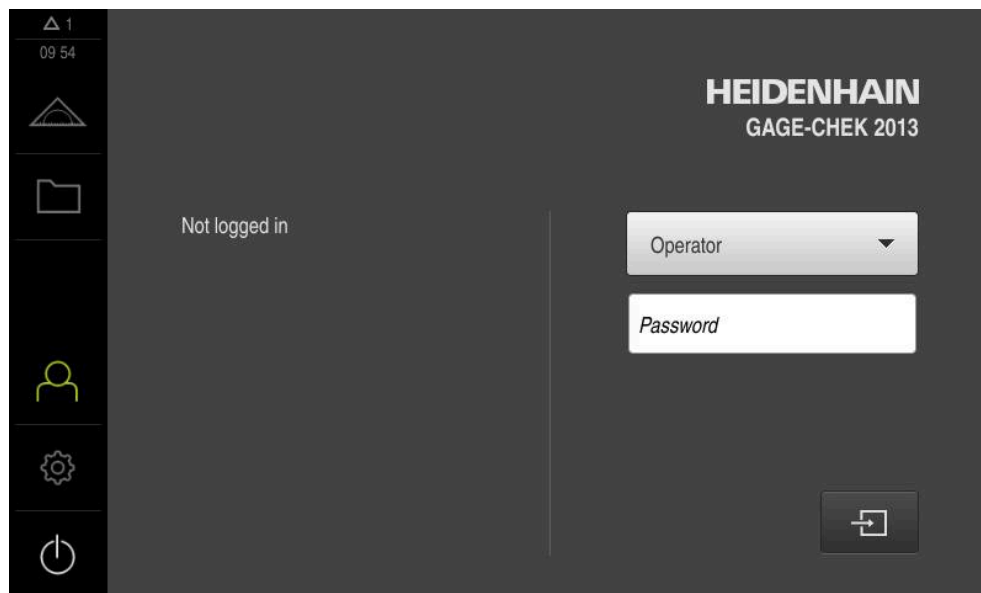 1
09 54
HEIDENHAIN
GAGE-CHEK 2013
Not logged in
Operator
Password